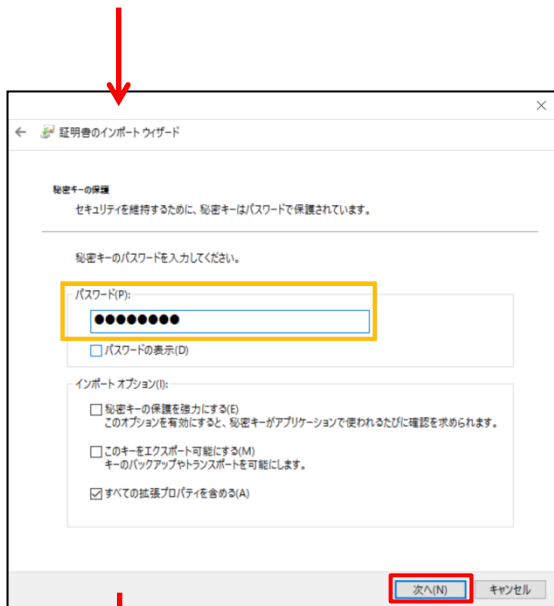 証明書のインポート ウィザード
秘密キーの保護
セキュリティを維持するために、秘密キーはパスワードで保護されています。
秘密キーのパスワードを入力してください。
パスワード(P):
●●●●●●●●
パスワードの表示(D)
インポート オプション(I):
秘密キーの保護を強力にする(E)
このオプションを有効にすると、秘密キーがアプリケーションで使われるたびに確認を求められます。
このキーをエクスポート可能にする(M)
キーのバックアップやトランスポートを可能にします。
すべての拡張プロパティを含める(A)
次へ(N)
キャンセル